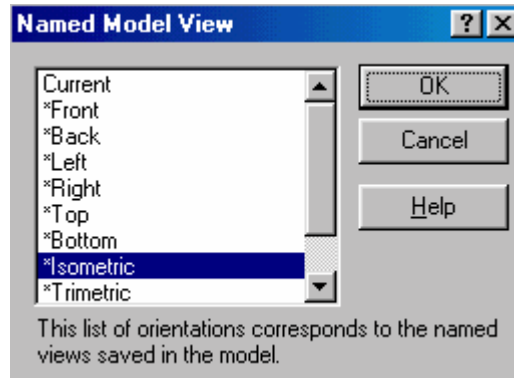 Named Model View
Current
*Front
*Back
*Left
*Right
*Top
*Bottom
*Isometric
*Trimetric
OK
Cancel
Help
This list of orientations corresponds to the named
views saved in the model.